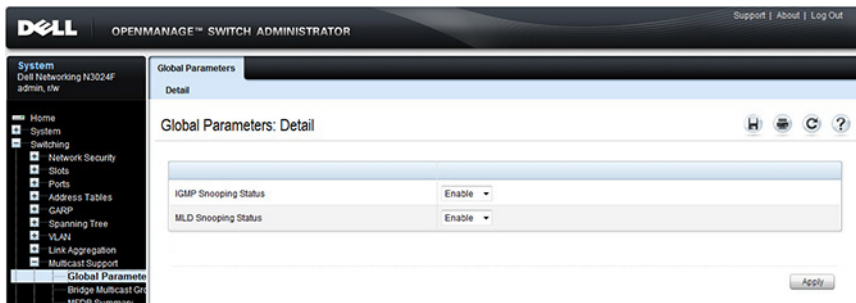 DELL
OPENMANAGE™ SWITCH ADMINISTRATOR
Support | About | Log Out
System
Dell Networking N3024F
admin, r/w
Global Parameters
Detail
Home
System
Switching
Network Security
Slots
Ports
Address Tables
GARP
Spanning Tree
VLAN
Link Aggregation
Multicast Support
Global Paramete
Bridge Multicast Gro
MFDB Summary
Global Parameters: Detail
IGMP Snooping Status Enable
MLD Snooping Status Enable
Apply